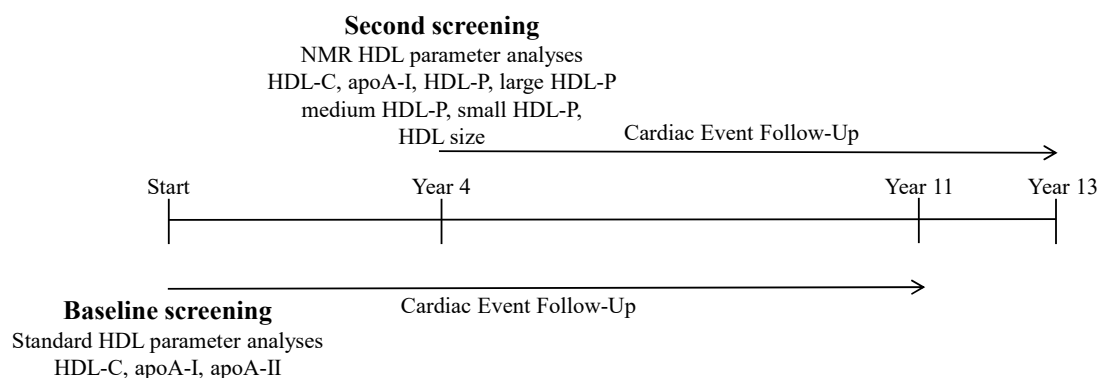 Second screening
NMR HDL parameter analyses
HDL-C, apoA-I, HDL-P, large HDL-P
medium HDL-P, small HDL-P,
HDL size
Cardiac Event Follow-Up
Start
Year 4
Year 11
Year 13
Cardiac Event Follow-Up
Baseline screening
Standard HDL parameter analyses
HDL-C, apoA-I, apoA-II